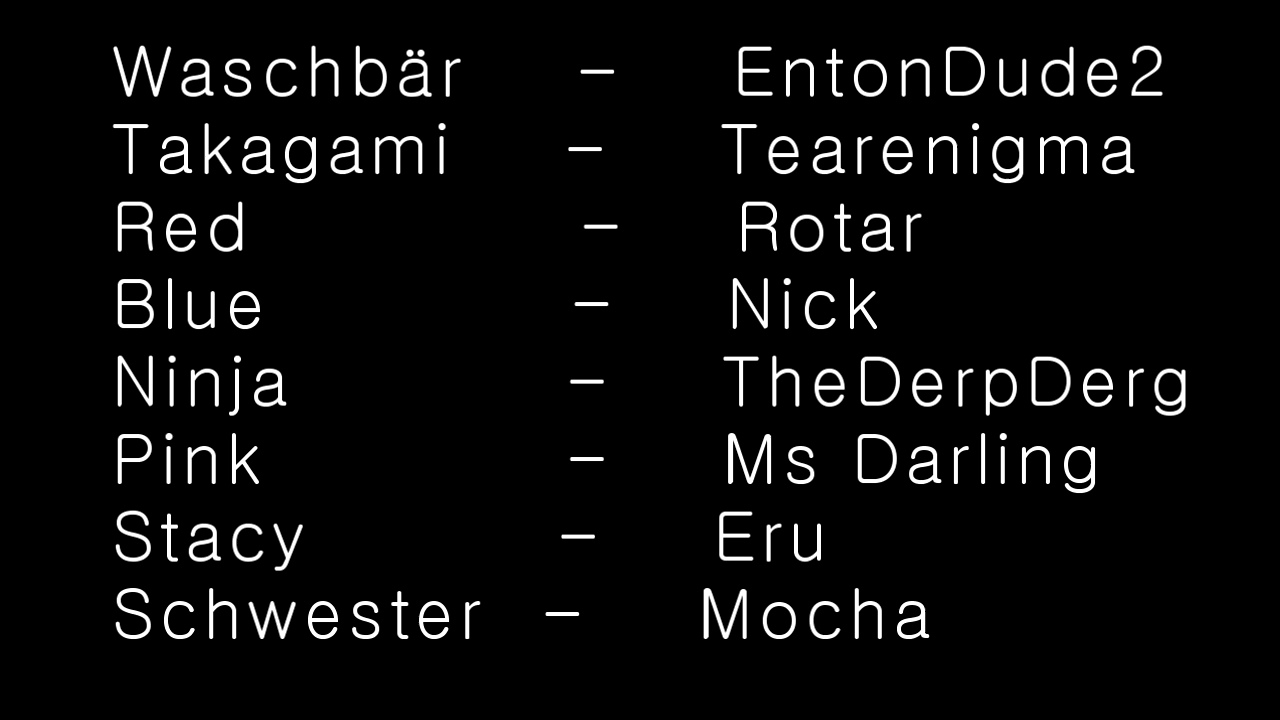 Waschbär - EntonDude2
Takagami - Tearenigma
Red - Rotar
Blue - Nick
Ninja - TheDerpDerg
Pink - Ms Darling
Stacy - Eru
Schwester - Mocha